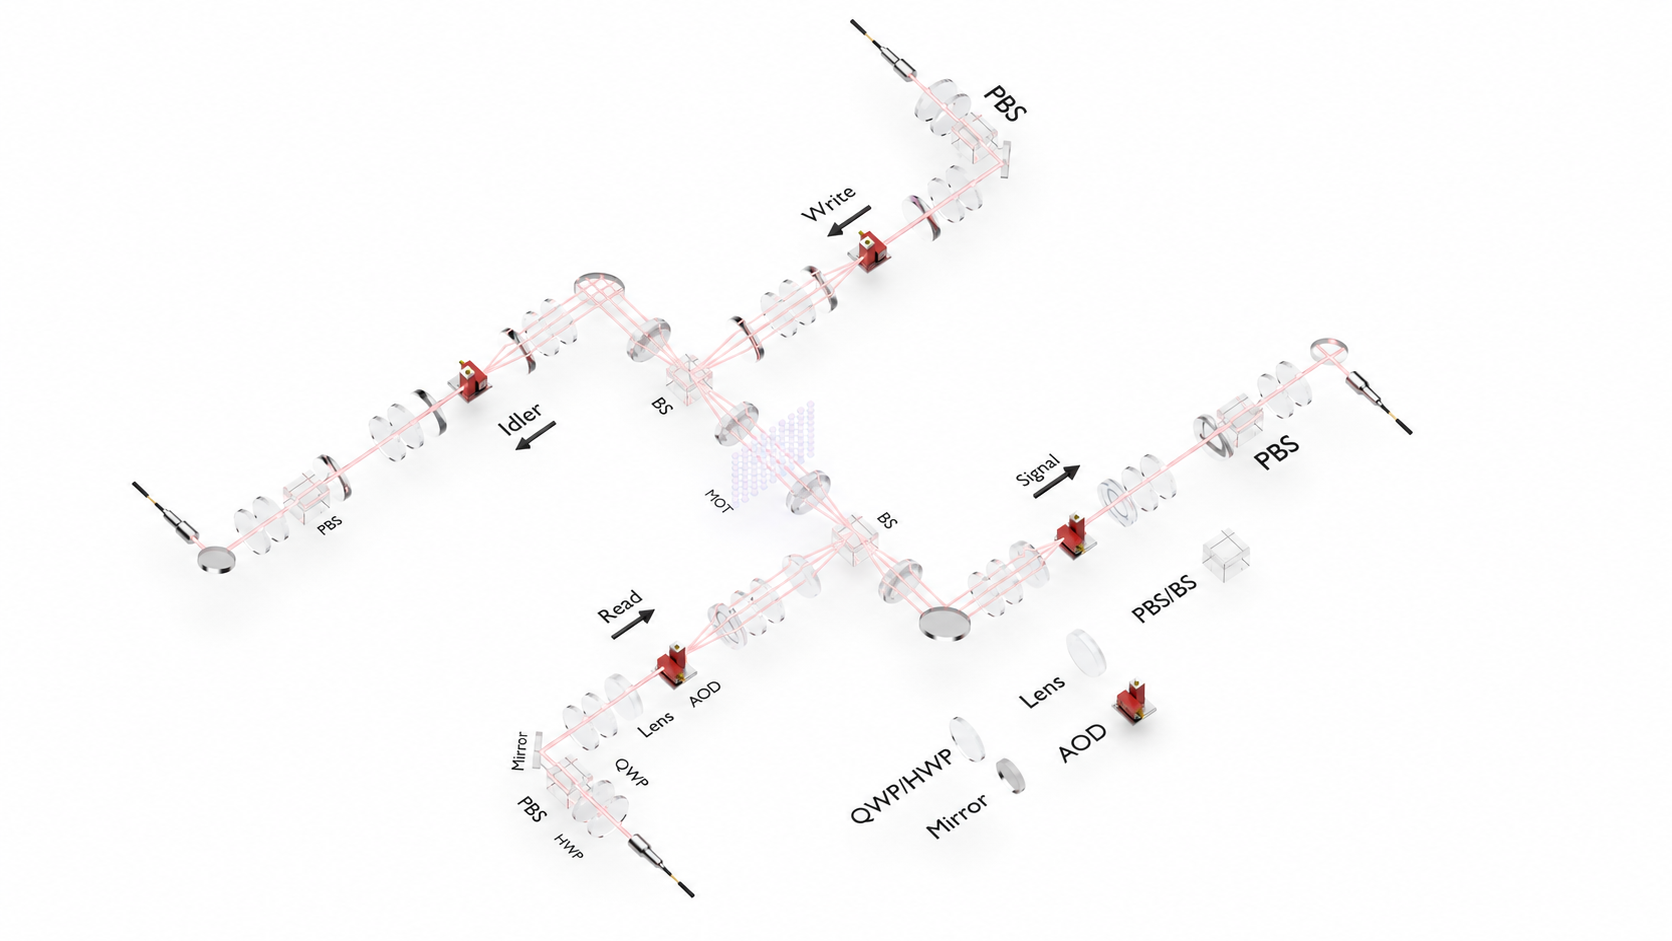 PBS
Write
Idler
BS
MOT
PBS
Signal
PBS
BS
Read
PBS/BS
Lens
AOD
Lens
AOD
Mirror
QWP
PBS
HWP
QWP/HWP
Mirror